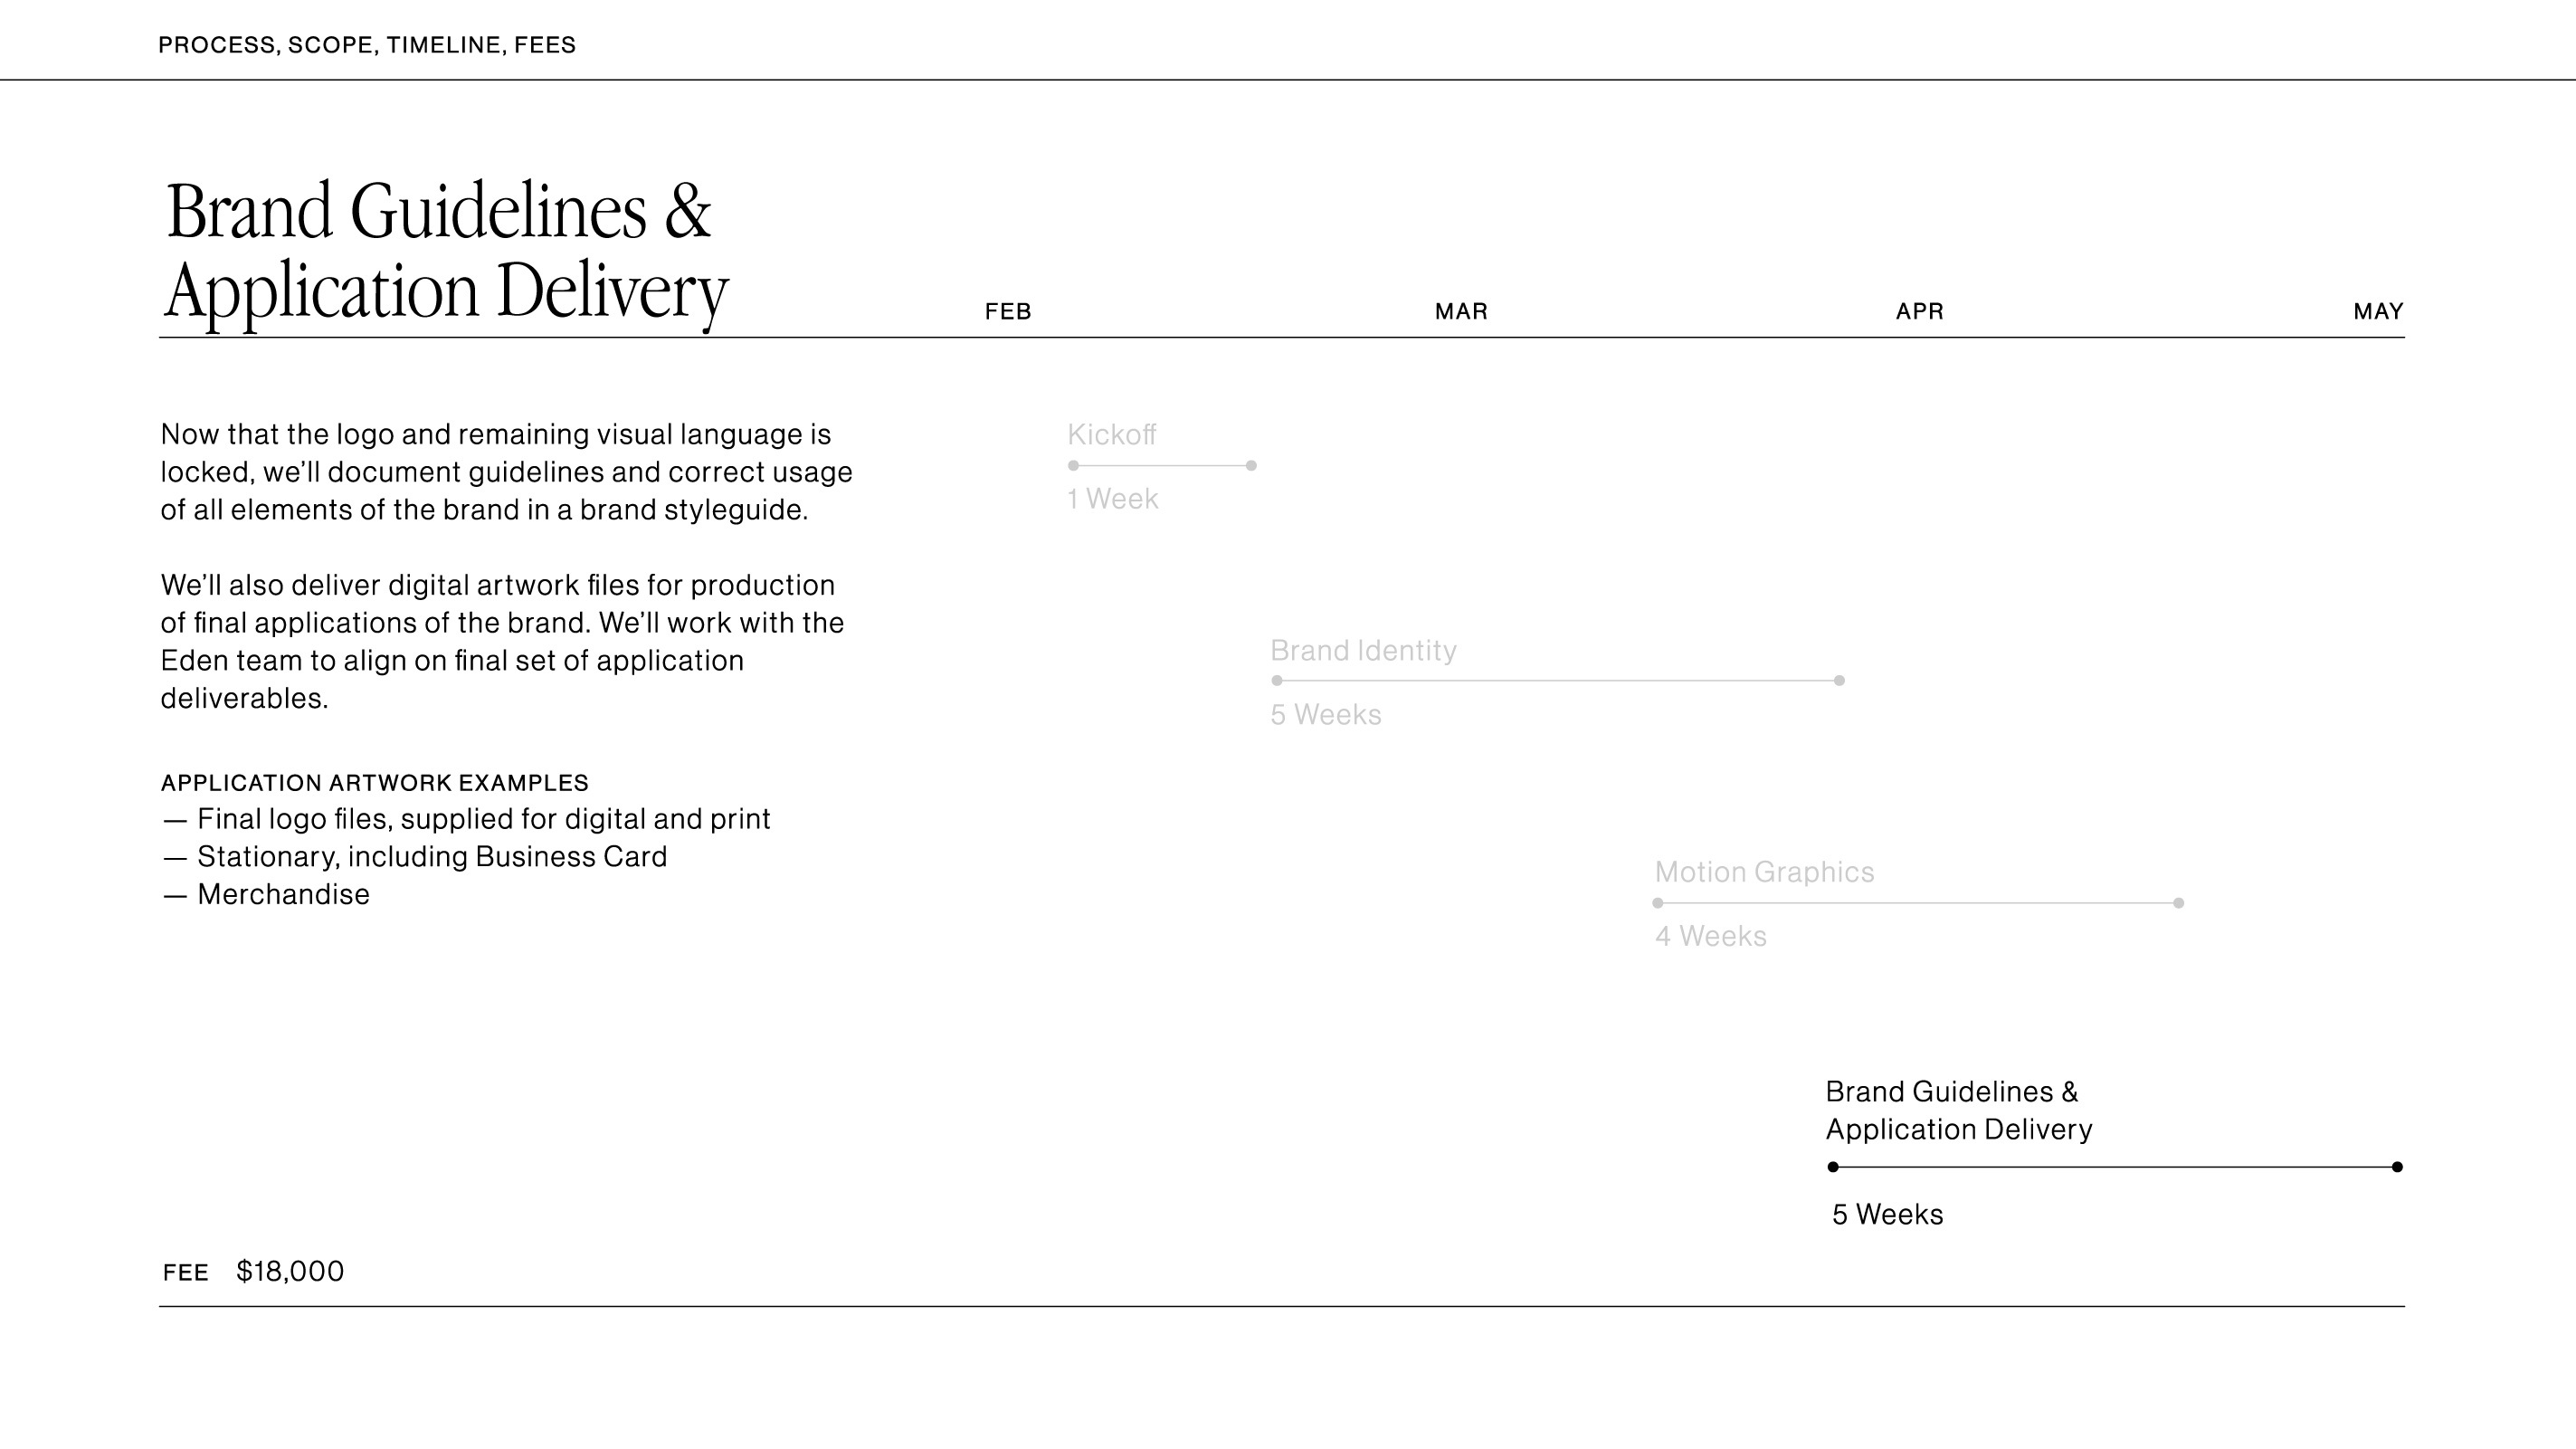 PROCESS, SCOPE, TIMELINE, FEES
Brand Guidelines &
Application Delivery
FEB
MAR
APR
MAY
Now that the logo and remaining visual language is
locked, we’ll document guidelines and correct usage
of all elements of the brand in a brand styleguide.
We’ll also deliver digital artwork files for production
of final applications of the brand. We’ll work with the
Eden team to align on final set of application
deliverables.
APPLICATION ARTWORK EXAMPLES
— Final logo files, supplied for digital and print
— Stationary, including Business Card
— Merchandise
Kickoff
1 Week
Brand Identity
5 Weeks
Motion Graphics
4 Weeks
Brand Guidelines &
Application Delivery
5 Weeks
FEE $18,000